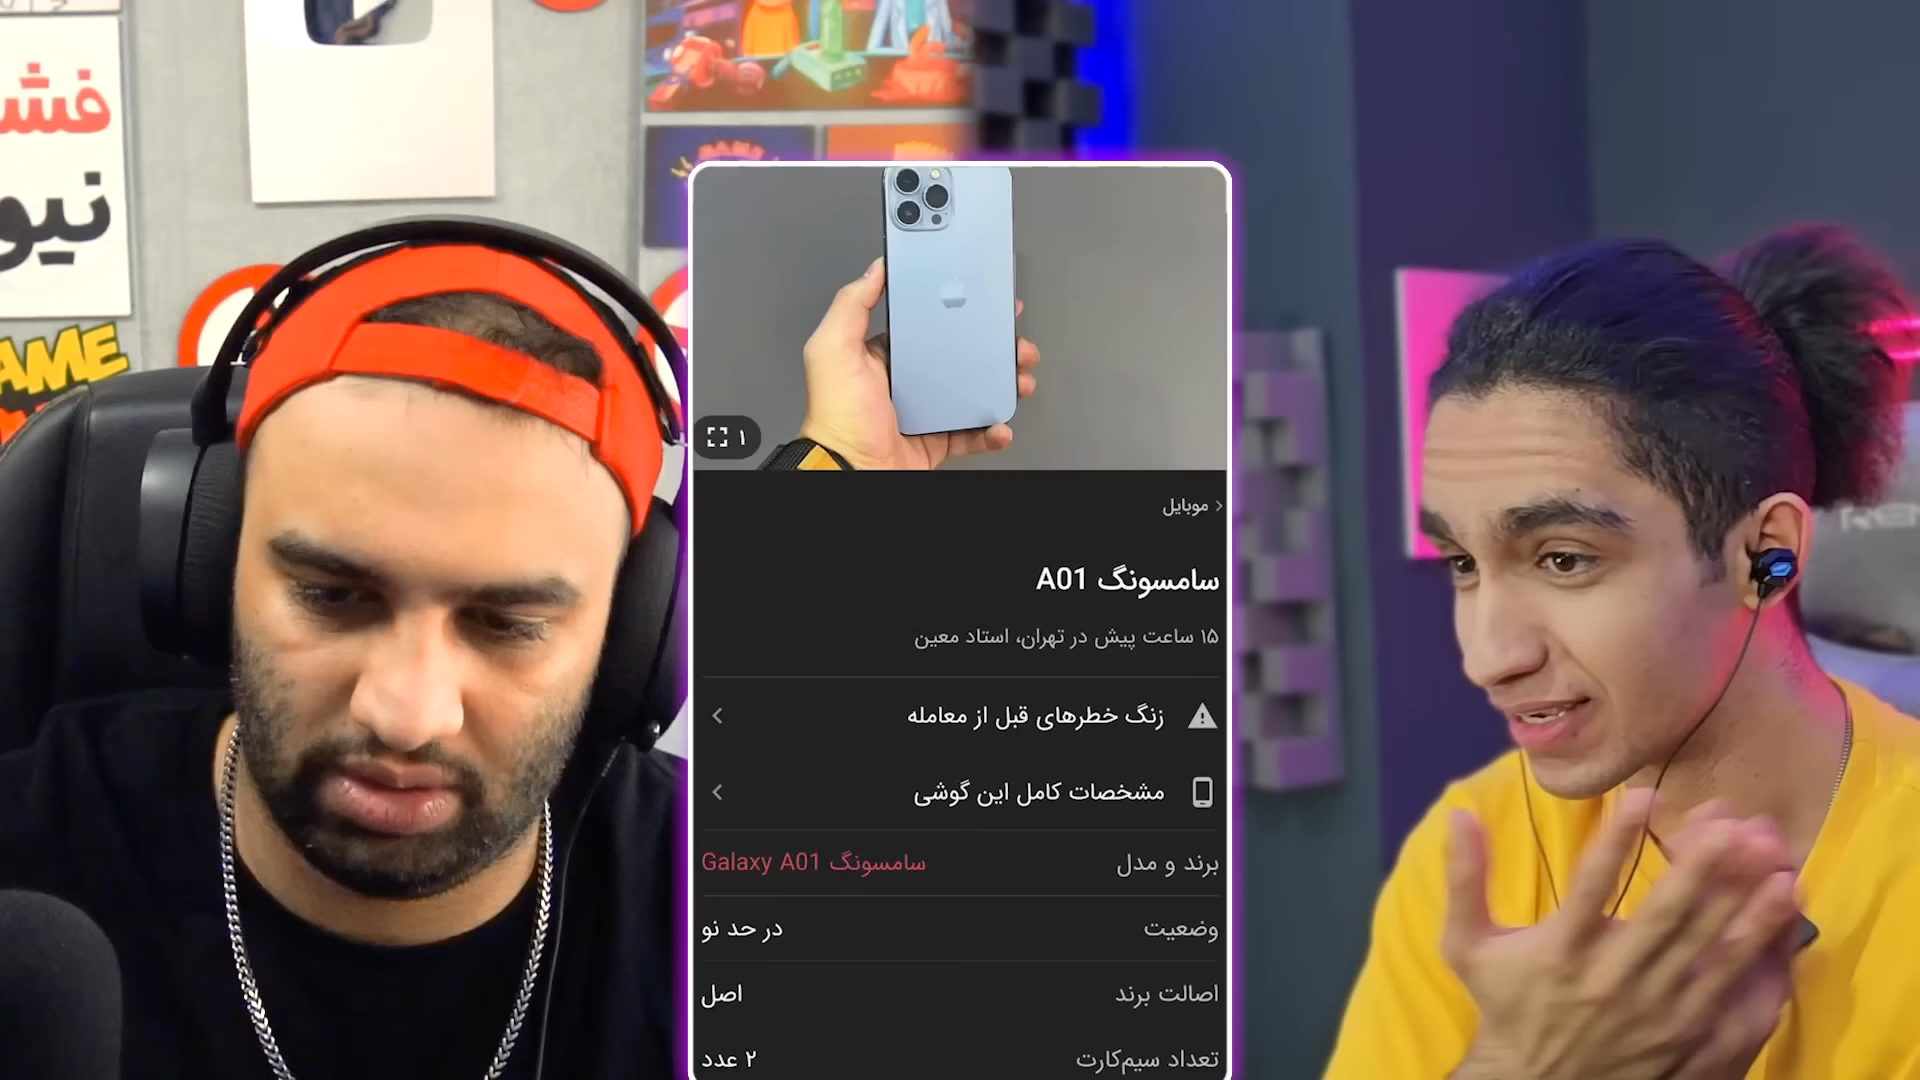 فش
نیو
GAME
۱
موبایل
سامسونگ A01
۱۵ ساعت پیش در تهران، استاد معین
زنگ خطرهای قبل از معامله
مشخصات کامل این گوشی
برند و مدل
سامسونگ Galaxy A01
وضعیت
در حد نو
اصالت برند
اصل
تعداد سیم‌کارت
۲ عدد